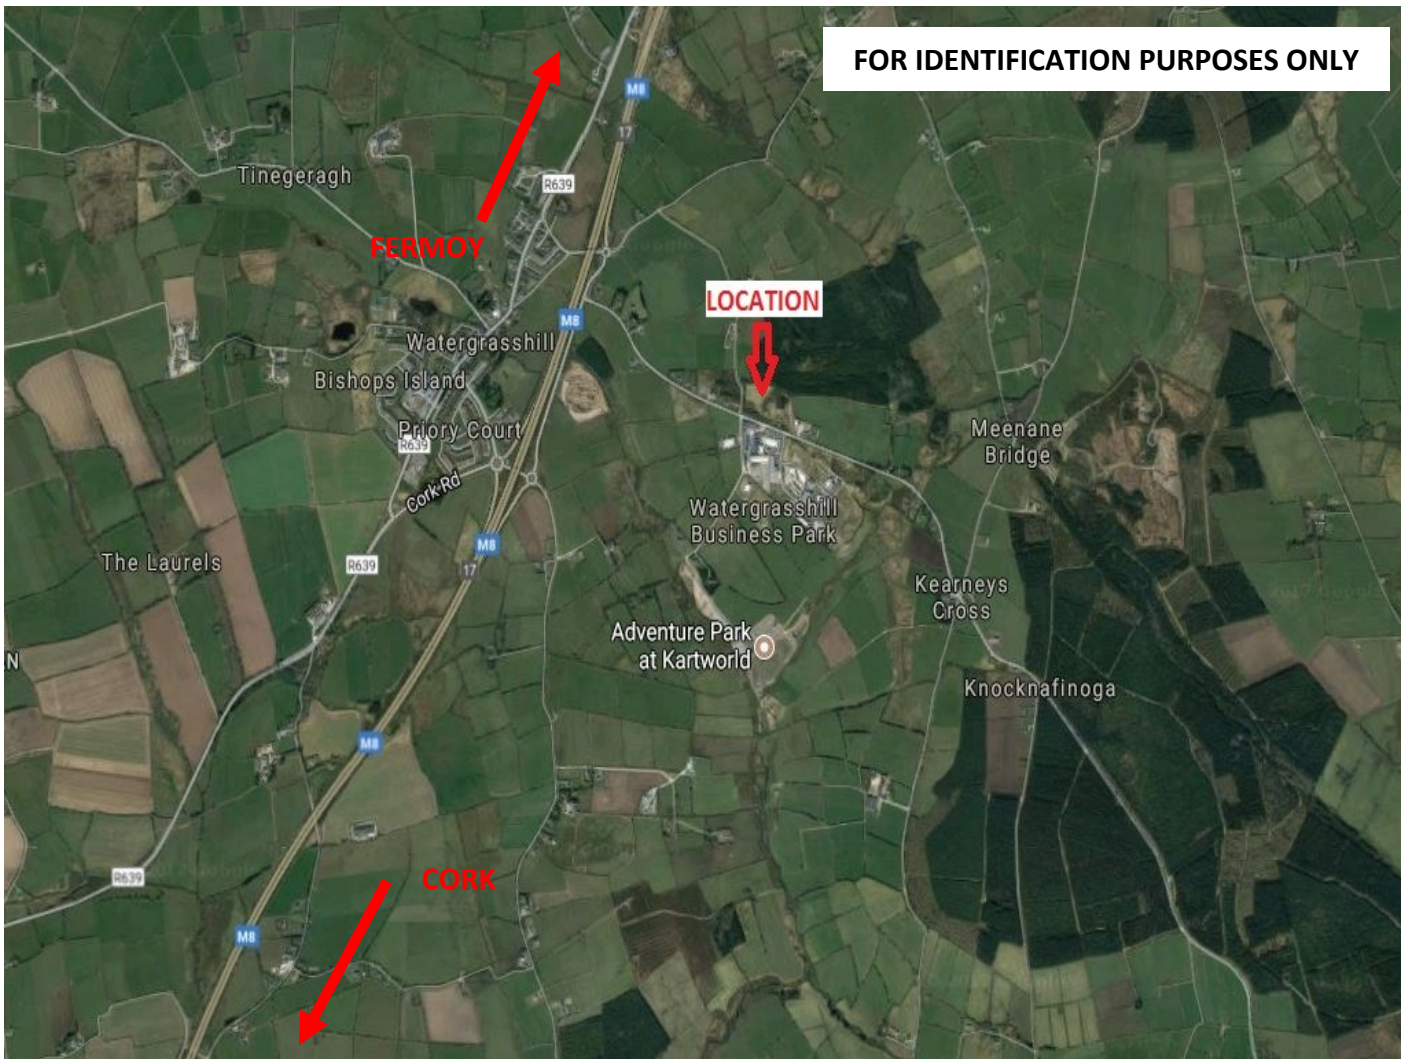 FOR IDENTIFICATION PURPOSES ONLY
M8
17
Tinegeragh
R639
FERMOY
LOCATION
M8
Watergrasshill
Bishops Island
Priory Court
R639
Meenane
Bridge
Cork Rd
Watergrasshill
Business Park
M8
17
The Laurels
R639
Kearneys
Cross
Adventure Park
at Kartworld
N
Knocknafinoga
M8
R639
CORK
M8